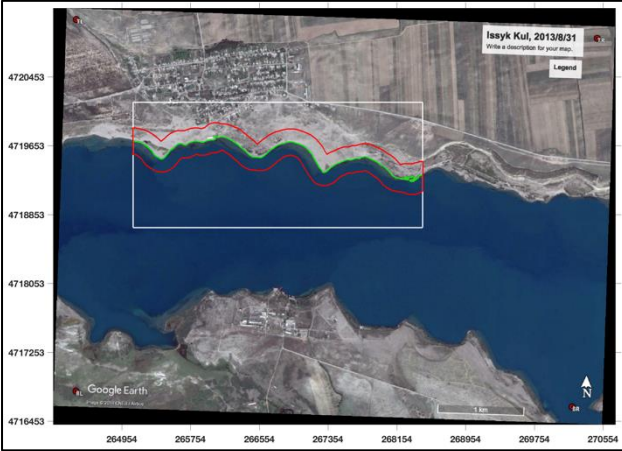 Issyk Kul, 2013/8/31
Write a description for your map.
Legend
4720453
4719653
4718853
4718053
4717253
4716453
Google Earth
1 km
N
BR
264954 265754 266554 267354 268154 268954 269754 270554